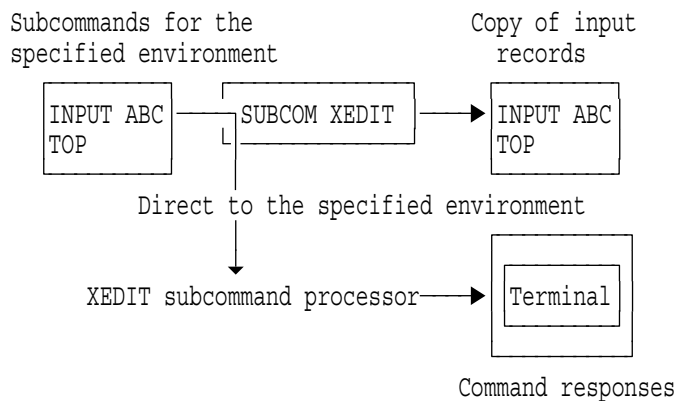 Subcommands for the
specified environment
Copy of input
records
INPUT ABC
TOP
SUBCOM XEDIT
INPUT ABC
TOP
Direct to the specified environment
XEDIT subcommand processor
Terminal
Command responses